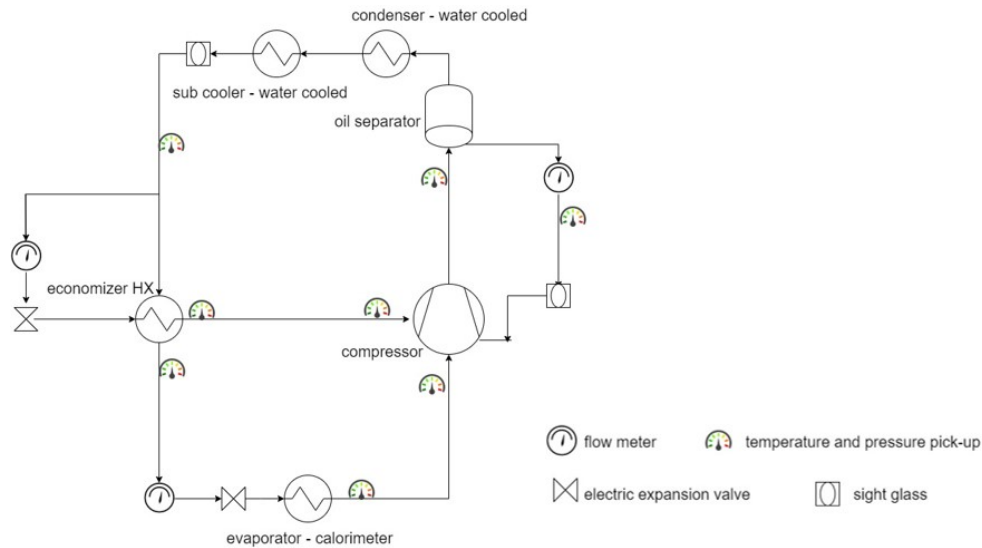 condenser - water cooled
sub cooler - water cooled
oil separator
economizer HX
compressor
flow meter
temperature and pressure pick-up
electric expansion valve
sight glass
evaporator - calorimeter